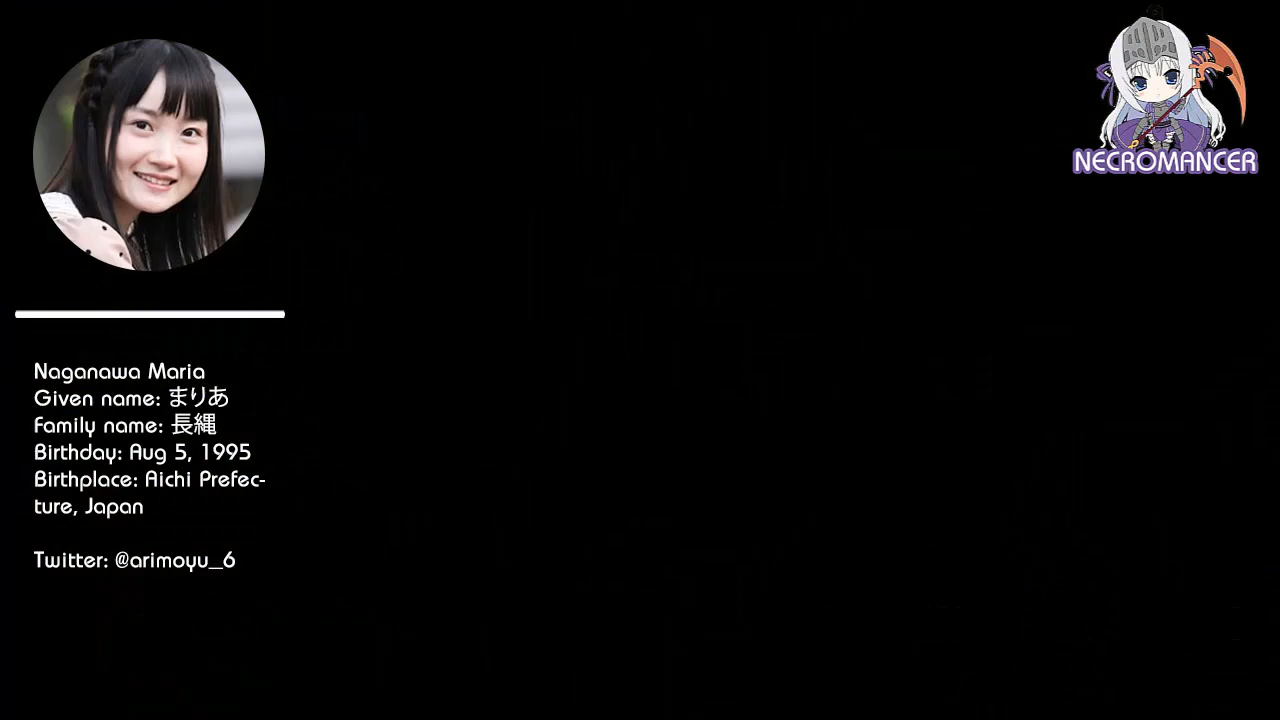 NECROMANCER
Naganawa Maria
Given name: まりあ
Family name: 長縄
Birthday: Aug 5, 1995
Birthplace: Aichi Prefec-
ture, Japan
Twitter: @arimoyu_6